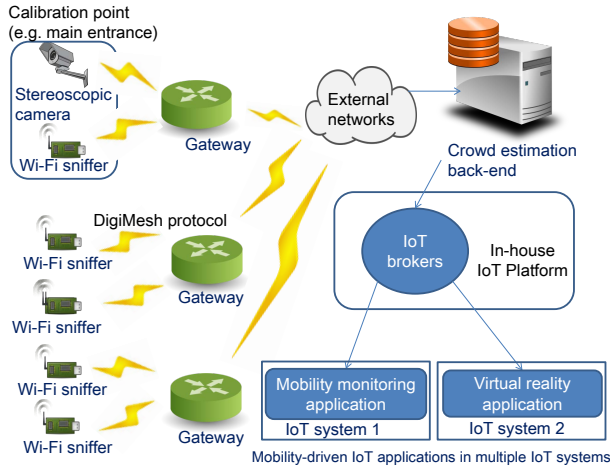 Calibration point
(e.g. main entrance)
Stereoscopic
camera
Wi-Fi sniffer
Gateway
External
networks
Crowd estimation
back-end
DigiMesh protocol
Wi-Fi sniffer
Wi-Fi sniffer
Gateway
IoT
brokers
In-house
IoT Platform
Wi-Fi sniffer
Wi-Fi sniffer
Gateway
Mobility monitoring
application
IoT system 1
Virtual reality
application
IoT system 2
Mobility-driven IoT applications in multiple IoT systems